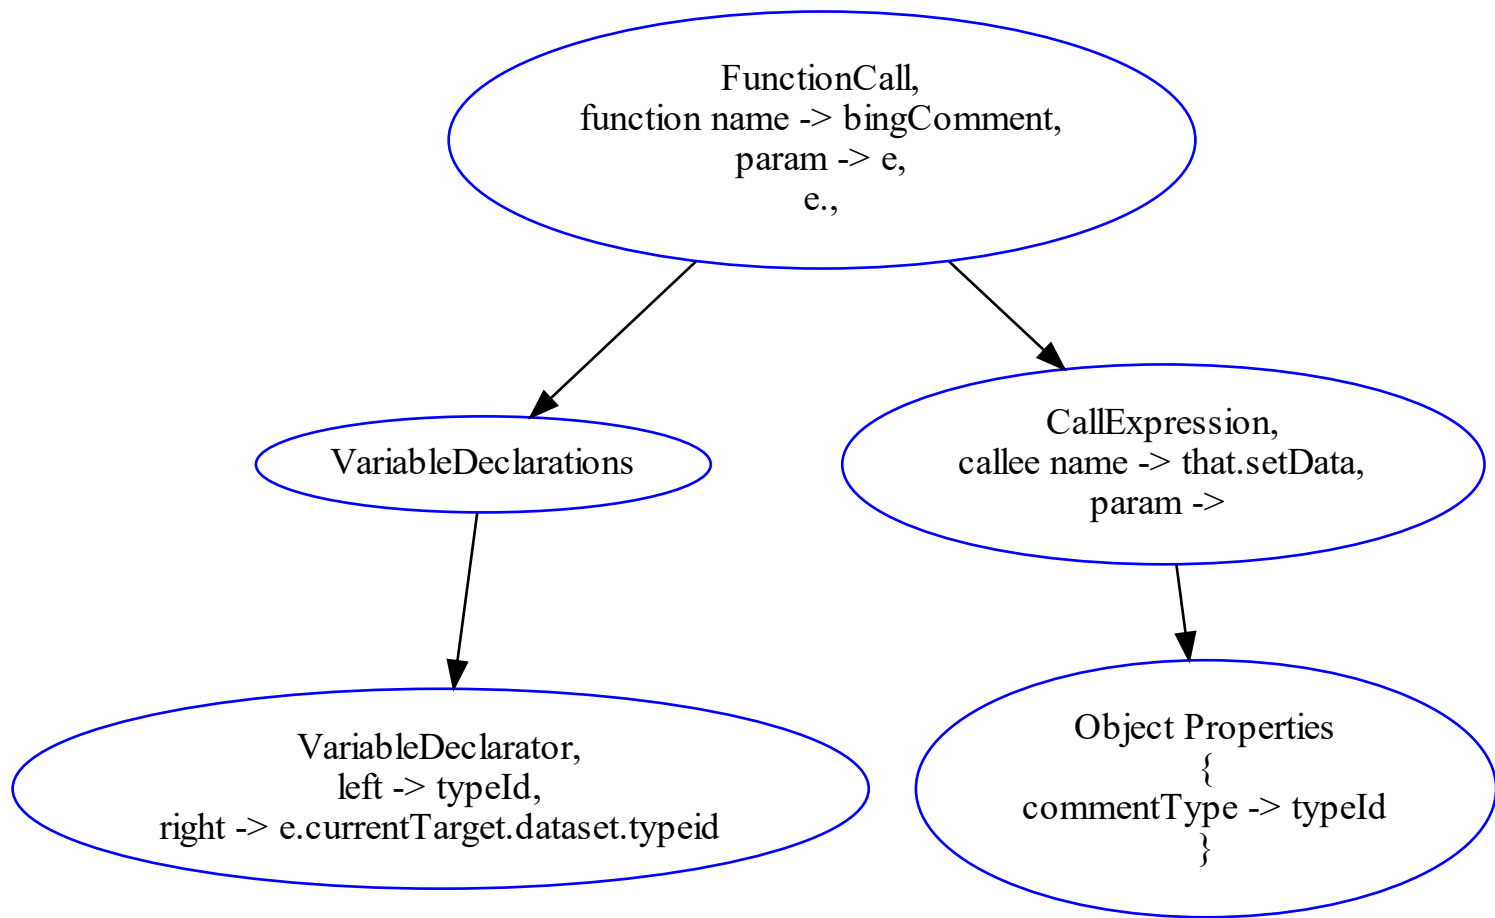 FunctionCall,
function name -> bingComment,
param -> e,
e.,
VariableDeclarations
CallExpression,
callee name -> that.setData,
param ->
VariableDeclarator,
left -> typeId,
right -> e.currentTarget.dataset.typeid
Object Properties
{
commentType -> typeId
}